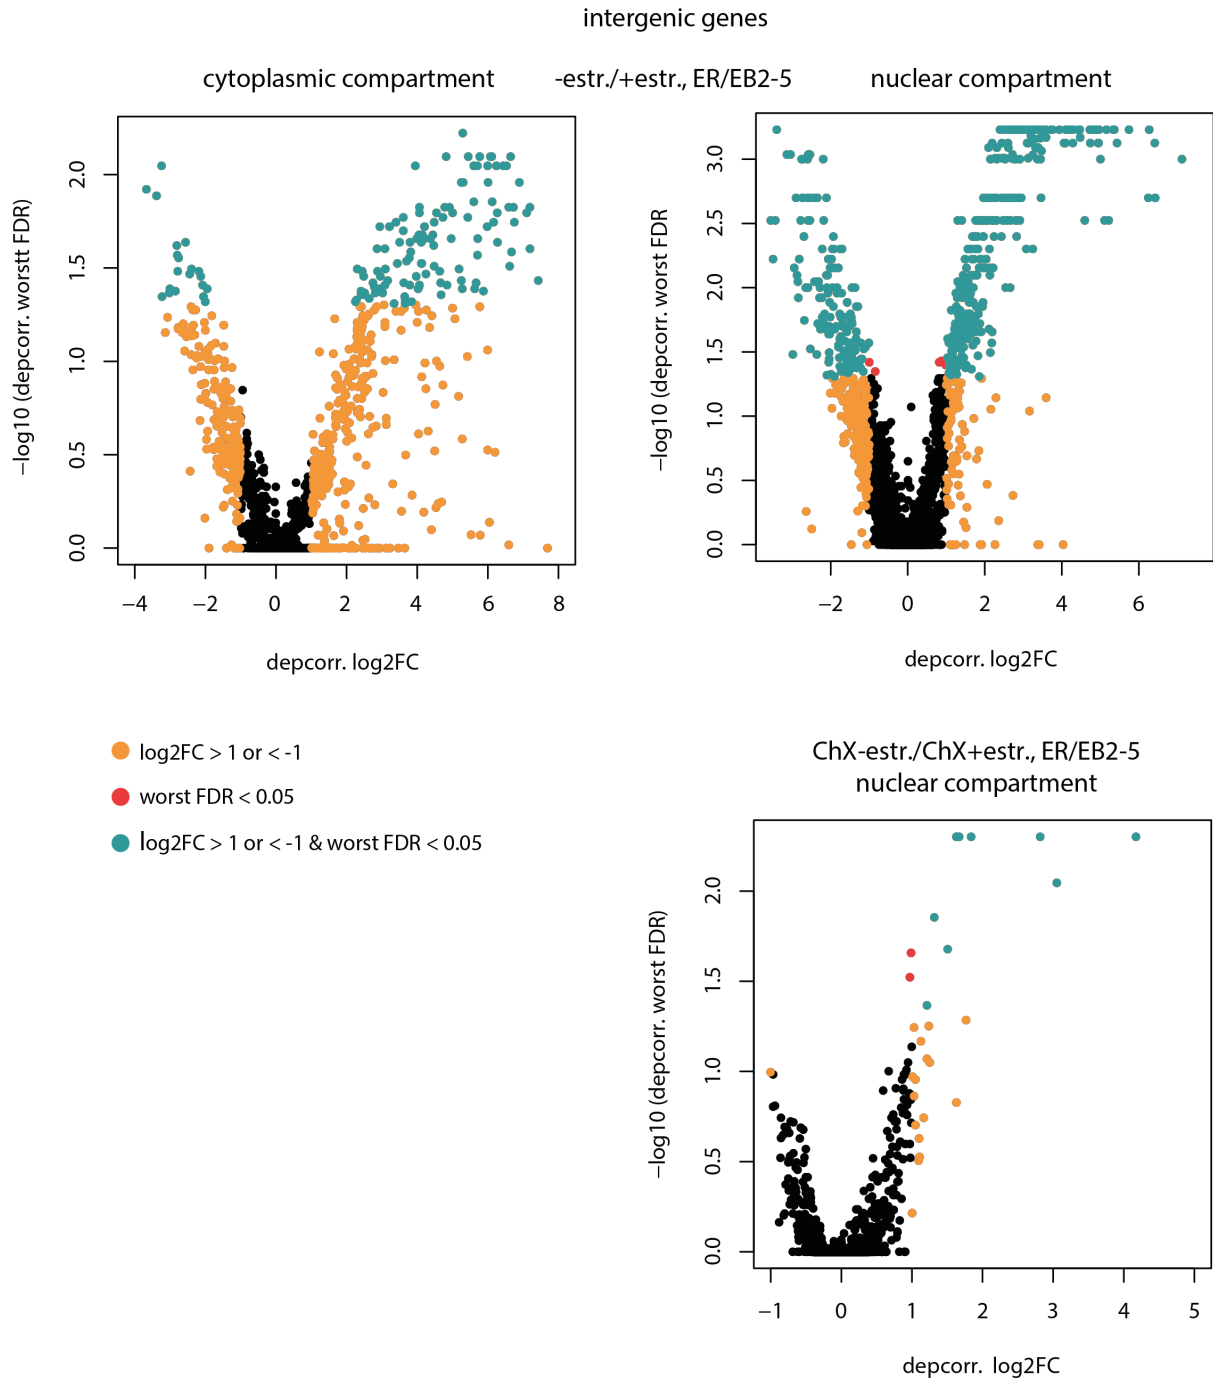 intergenic genes
cytoplasmic compartment
-estr./+estr., ER/EB2-5
nuclear compartment
−log10 (depcorr. worstt FDR)
2.0
1.5
1.0
0.5
0.0
−4 −2 0 2 4 6 8
depcorr. log2FC
−log10 (depcorr. worst FDR
3.0
2.5
2.0
1.5
1.0
0.5
0.0
−2 0 2 4 6
depcorr. log2FC
log2FC > 1 or < -1
worst FDR < 0.05
log2FC > 1 or < -1 & worst FDR < 0.05
ChX-estr./ChX+estr., ER/EB2-5
nuclear compartment
−log10 (depcorr. worst FDR)
2.0
1.5
1.0
0.5
0.0
−1 0 1 2 3 4 5
depcorr. log2FC